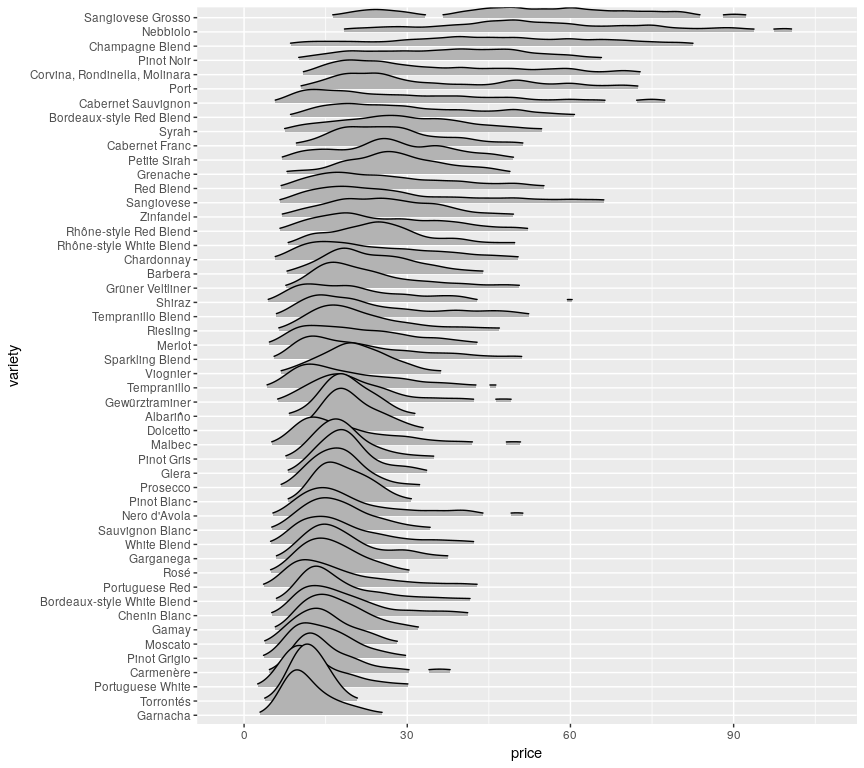 Sangiovese Grosso
Nebbiolo
Champagne Blend
Pinot Noir
Corvina, Rondinella, Molinara
Port
Cabernet Sauvignon
Bordeaux-style Red Blend
Syrah
Cabernet Franc
Petite Sirah
Grenache
Red Blend
Sangiovese
Zinfandel
Rhône-style Red Blend
Rhône-style White Blend
Chardonnay
Barbera
Grüner Veltliner
Shiraz
Tempranillo Blend
Riesling
Merlot
Sparkling Blend
Viognier
Tempranillo
Gewürztraminer
Albariño
Dolcetto
Malbec
Pinot Gris
Glera
Prosecco
Pinot Blanc
Nero d'Avola
Sauvignon Blanc
White Blend
Garganega
Rosé
Portuguese Red
Bordeaux-style White Blend
Chenin Blanc
Gamay
Moscato
Pinot Grigio
Carmenère
Portuguese White
Torrontés
Garnacha
variety
0 30 60 90
price